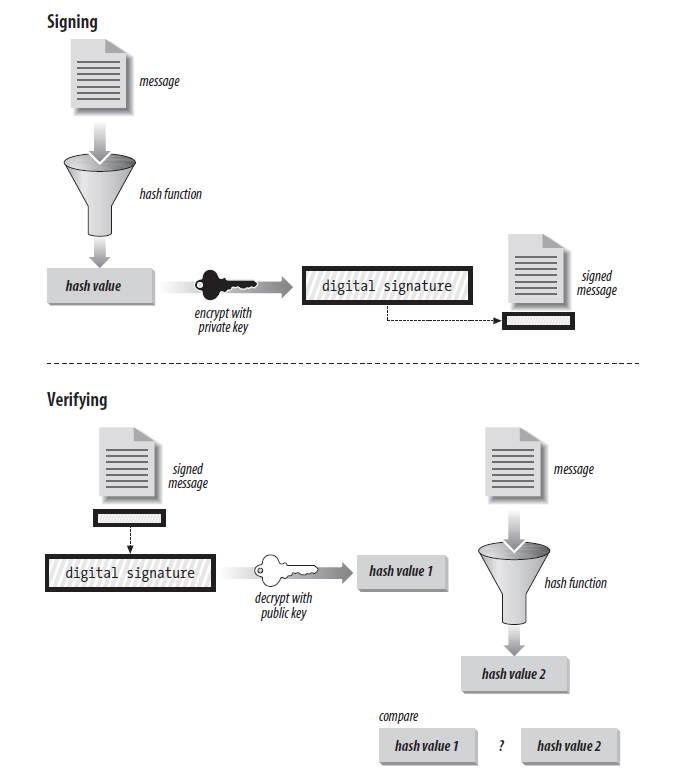 Signing
message
hash function
hash value
encrypt with
private key
digital signature
signed
message
Verifying
signed
message
message
digital signature
decrypt with
public key
hash value 1
hash function
hash value 2
compare
hash value 1
?
hash value 2